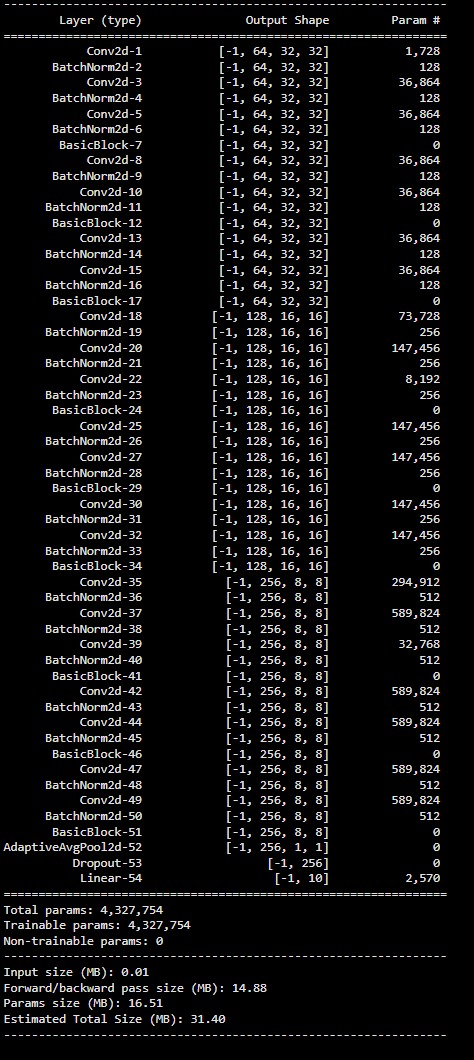 ----------------------------------------------------------------
Layer (type) Output Shape Param #
================================================================
Conv2d-1 [-1, 64, 32, 32] 1,728
BatchNorm2d-2 [-1, 64, 32, 32] 128
Conv2d-3 [-1, 64, 32, 32] 36,864
BatchNorm2d-4 [-1, 64, 32, 32] 128
Conv2d-5 [-1, 64, 32, 32] 36,864
BatchNorm2d-6 [-1, 64, 32, 32] 128
BasicBlock-7 [-1, 64, 32, 32] 0
Conv2d-8 [-1, 64, 32, 32] 36,864
BatchNorm2d-9 [-1, 64, 32, 32] 128
Conv2d-10 [-1, 64, 32, 32] 36,864
BatchNorm2d-11 [-1, 64, 32, 32] 128
BasicBlock-12 [-1, 64, 32, 32] 0
Conv2d-13 [-1, 64, 32, 32] 36,864
BatchNorm2d-14 [-1, 64, 32, 32] 128
Conv2d-15 [-1, 64, 32, 32] 36,864
BatchNorm2d-16 [-1, 64, 32, 32] 128
BasicBlock-17 [-1, 64, 32, 32] 0
Conv2d-18 [-1, 128, 16, 16] 73,728
BatchNorm2d-19 [-1, 128, 16, 16] 256
Conv2d-20 [-1, 128, 16, 16] 147,456
BatchNorm2d-21 [-1, 128, 16, 16] 256
Conv2d-22 [-1, 128, 16, 16] 8,192
BatchNorm2d-23 [-1, 128, 16, 16] 256
BasicBlock-24 [-1, 128, 16, 16] 0
Conv2d-25 [-1, 128, 16, 16] 147,456
BatchNorm2d-26 [-1, 128, 16, 16] 256
Conv2d-27 [-1, 128, 16, 16] 147,456
BatchNorm2d-28 [-1, 128, 16, 16] 256
BasicBlock-29 [-1, 128, 16, 16] 0
Conv2d-30 [-1, 128, 16, 16] 147,456
BatchNorm2d-31 [-1, 128, 16, 16] 256
Conv2d-32 [-1, 128, 16, 16] 147,456
BatchNorm2d-33 [-1, 128, 16, 16] 256
BasicBlock-34 [-1, 128, 16, 16] 0
Conv2d-35 [-1, 256, 8, 8] 294,912
BatchNorm2d-36 [-1, 256, 8, 8] 512
Conv2d-37 [-1, 256, 8, 8] 589,824
BatchNorm2d-38 [-1, 256, 8, 8] 512
Conv2d-39 [-1, 256, 8, 8] 32,768
BatchNorm2d-40 [-1, 256, 8, 8] 512
BasicBlock-41 [-1, 256, 8, 8] 0
Conv2d-42 [-1, 256, 8, 8] 589,824
BatchNorm2d-43 [-1, 256, 8, 8] 512
Conv2d-44 [-1, 256, 8, 8] 589,824
BatchNorm2d-45 [-1, 256, 8, 8] 512
BasicBlock-46 [-1, 256, 8, 8] 0
Conv2d-47 [-1, 256, 8, 8] 589,824
BatchNorm2d-48 [-1, 256, 8, 8] 512
Conv2d-49 [-1, 256, 8, 8] 589,824
BatchNorm2d-50 [-1, 256, 8, 8] 512
BasicBlock-51 [-1, 256, 8, 8] 0
AdaptiveAvgPool2d-52 [-1, 256, 1, 1] 0
Dropout-53 [-1, 256] 0
Linear-54 [-1, 10] 2,570
================================================================
Total params: 4,327,754
Trainable params: 4,327,754
Non-trainable params: 0
----------------------------------------------------------------
Input size (MB): 0.01
Forward/backward pass size (MB): 14.88
Params size (MB): 16.51
Estimated Total Size (MB): 31.40
----------------------------------------------------------------